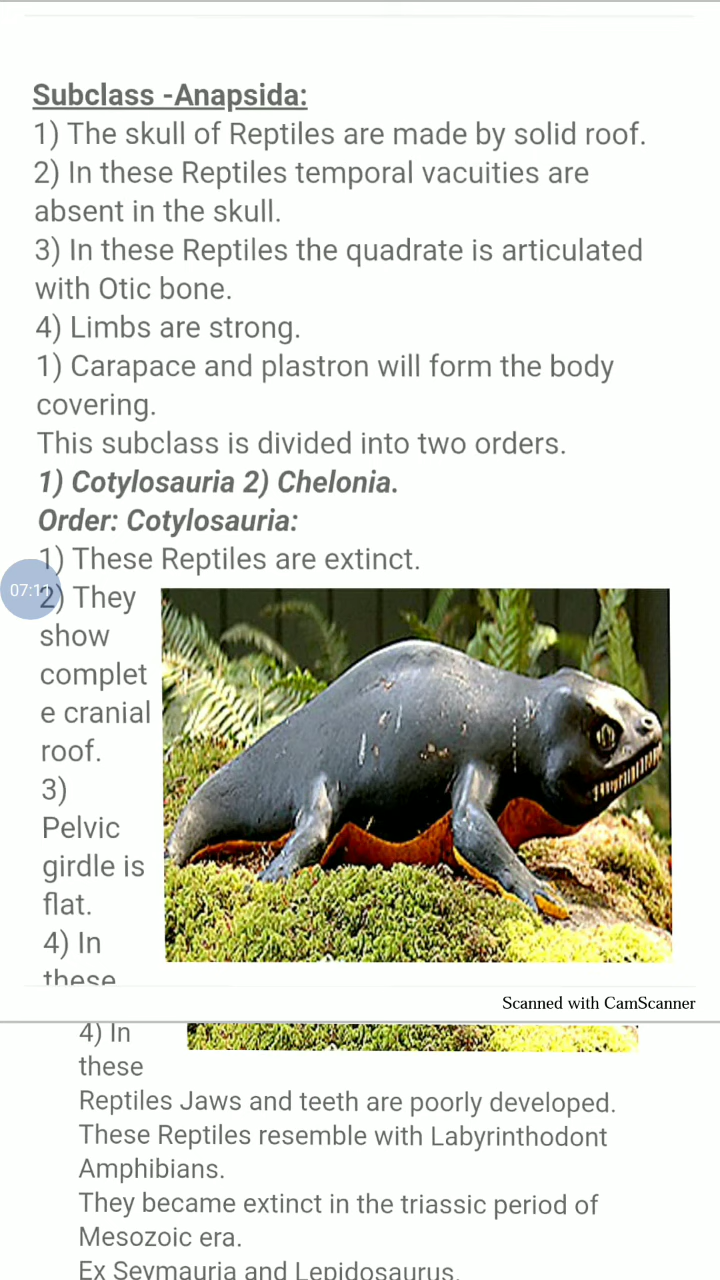 Subclass -Anapsida:
1) The skull of Reptiles are made by solid roof.
2) In these Reptiles temporal vacuities are
absent in the skull.
3) In these Reptiles the quadrate is articulated
with Otic bone.
4) Limbs are strong.
1) Carapace and plastron will form the body
covering.
This subclass is divided into two orders.
1) Cotylosauria 2) Chelonia.
Order: Cotylosauria:
1) These Reptiles are extinct.
07:11
2) They
show
complet
e cranial
roof.
3)
Pelvic
girdle is
flat.
4) In
these
Scanned with CamScanner
4) In
these
Reptiles Jaws and teeth are poorly developed.
These Reptiles resemble with Labyrinthodont
Amphibians.
They became extinct in the triassic period of
Mesozoic era.
Ex Seymauria and Lepidosaurus.